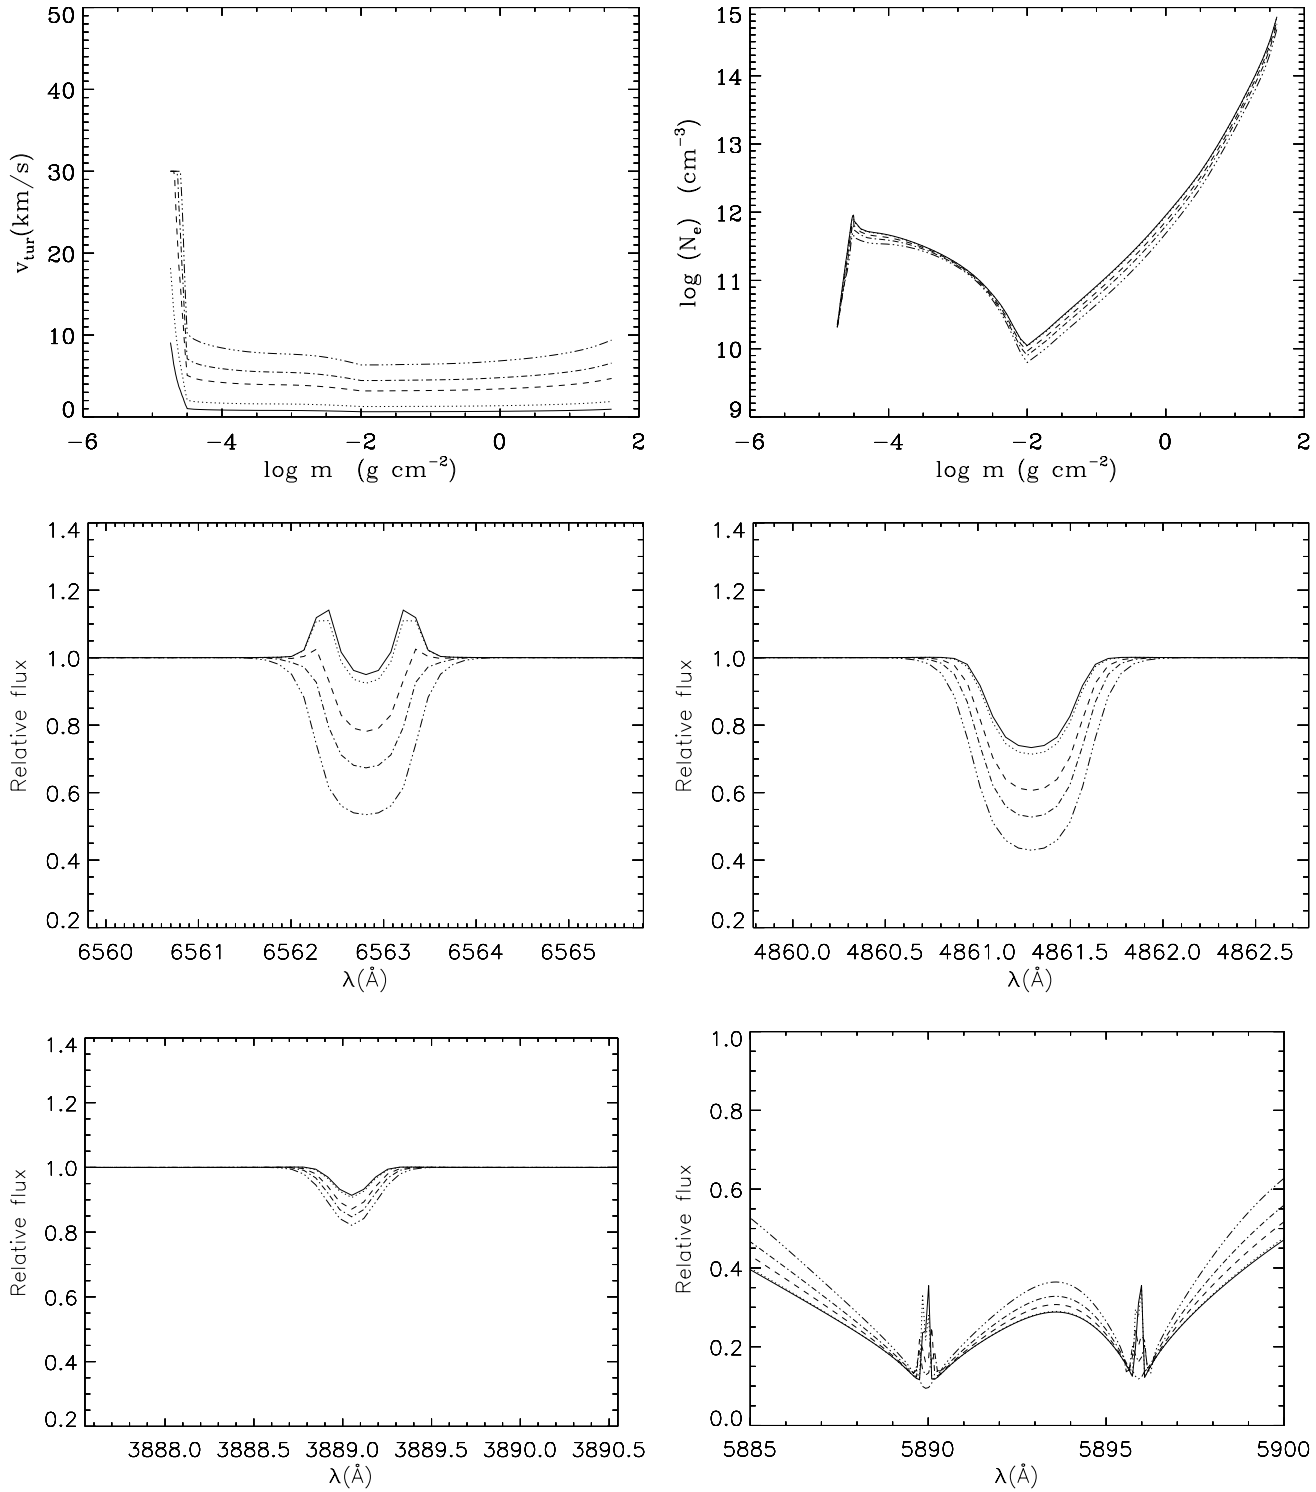 50
40
30
20
10
0
v_tur(km/s)
−6 −4 −2 0 2
log m (g cm⁻²)
15
14
13
12
11
10
9
log (N_e) (cm⁻³)
−6 −4 −2 0 2
log m (g cm⁻²)
1.4
1.2
1.0
0.8
0.6
0.4
0.2
Relative flux
6560 6561 6562 6563 6564 6565
λ(Å)
1.4
1.2
1.0
0.8
0.6
0.4
0.2
Relative flux
4860.0 4860.5 4861.0 4861.5 4862.0 4862.5
λ(Å)
1.4
1.2
1.0
0.8
0.6
0.4
0.2
Relative flux
3888.0 3888.5 3889.0 3889.5 3890.0 3890.5
λ(Å)
1.0
0.8
0.6
0.4
0.2
0.0
Relative flux
5885 5890 5895 5900
λ(Å)